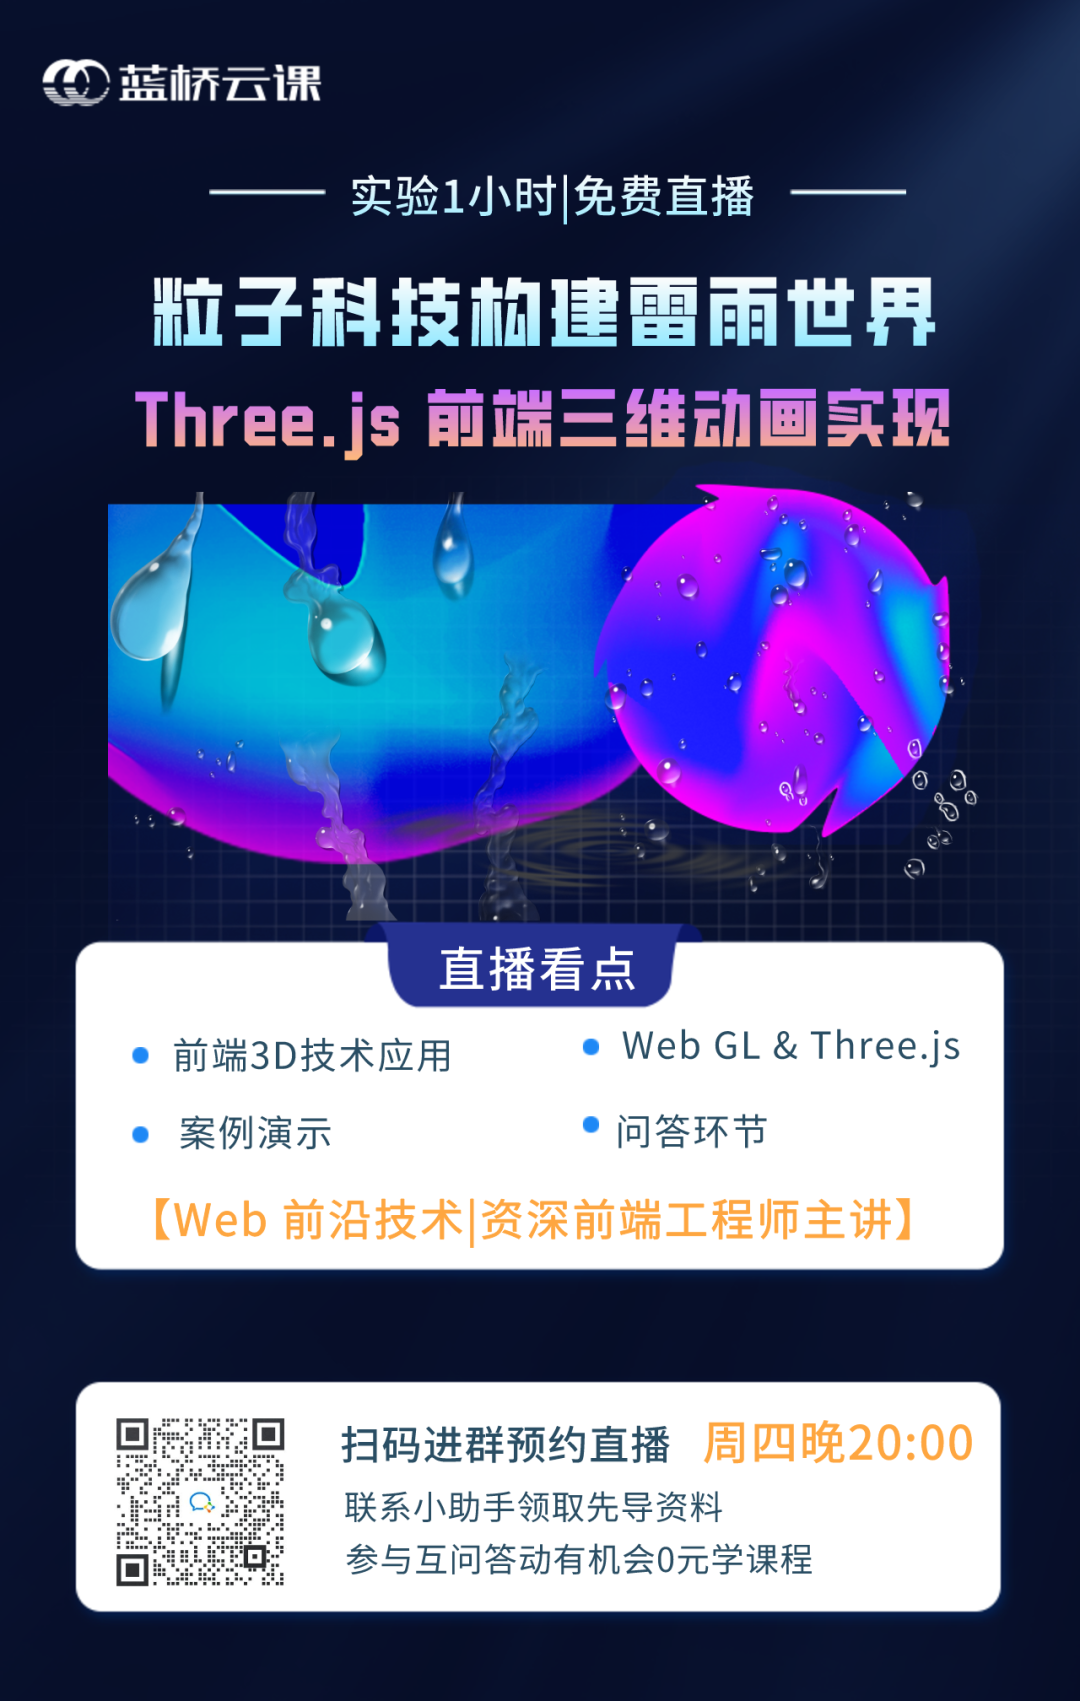 蓝桥云课
实验1小时|免费直播
粒子科技构建雷雨世界
Three.js 前端三维动画实现
直播看点
前端3D技术应用
Web GL & Three.js
案例演示
问答环节
【Web 前沿技术|资深前端工程师主讲】
扫码进群预约直播 周四晚20:00
联系小助手领取先导资料
参与互问答动有机会0元学课程